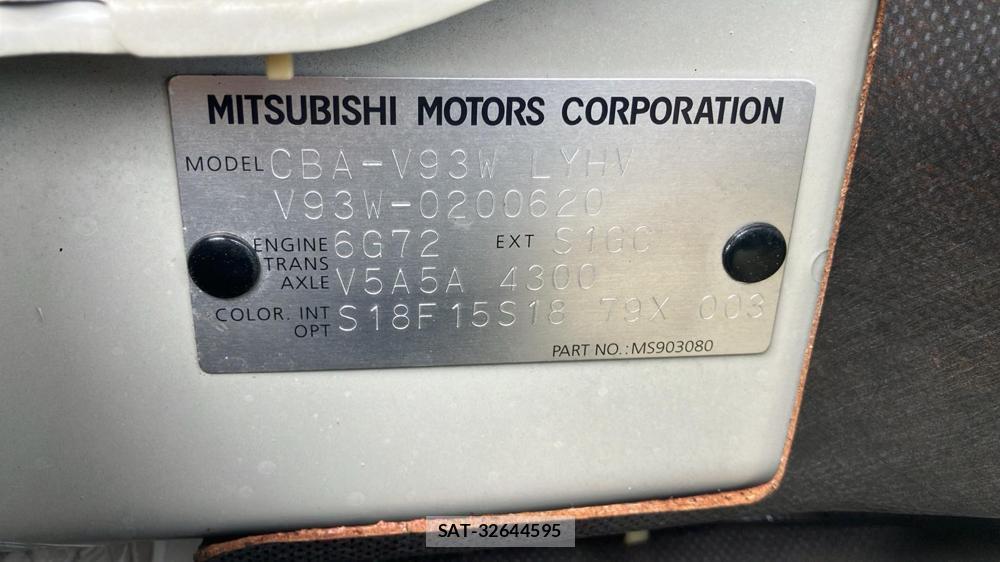 MITSUBISHI MOTORS CORPORATION
MODEL CBA-V93W LYHV
V93W-0200620
ENGINE 6G72 EXT S1GC
TRANS AXLE V5A5A 4300
COLOR. INT OPT S18F15S18 79X 003
PART NO.:MS903080
SAT-32644595